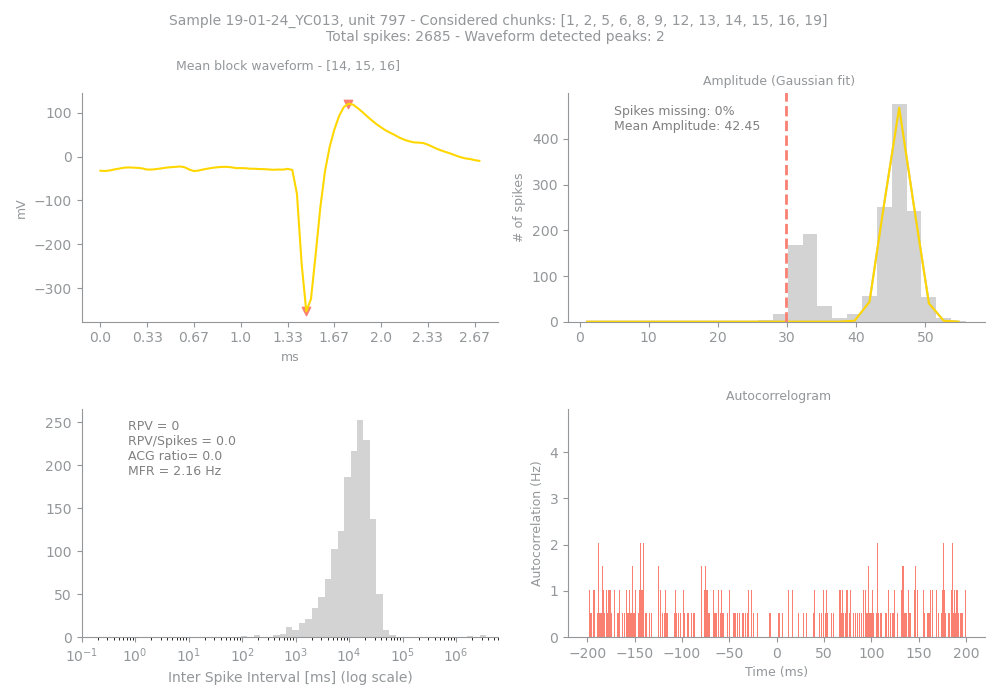 Sample 19-01-24_YC013, unit 797 - Considered chunks: [1, 2, 5, 6, 8, 9, 12, 13, 14, 15, 16, 19]
Total spikes: 2685 - Waveform detected peaks: 2
Mean block waveform - [14, 15, 16]
100
0
−100
−200
−300
mV
0.0 0.33 0.67 1.0 1.33 1.67 2.0 2.33 2.67
ms
Amplitude (Gaussian fit)
Spikes missing: 0%
Mean Amplitude: 42.45
400
300
200
100
0
# of spikes
0 10 20 30 40 50
RPV = 0
RPV/Spikes = 0.0
ACG ratio= 0.0
MFR = 2.16 Hz
250
200
150
100
50
0
10⁻¹ 10⁰ 10¹ 10² 10³ 10⁴ 10⁵ 10⁶
Inter Spike Interval [ms] (log scale)
Autocorrelogram
4
3
2
1
0
Autocorrelation (Hz)
−200 −150 −100 −50 0 50 100 150 200
Time (ms)